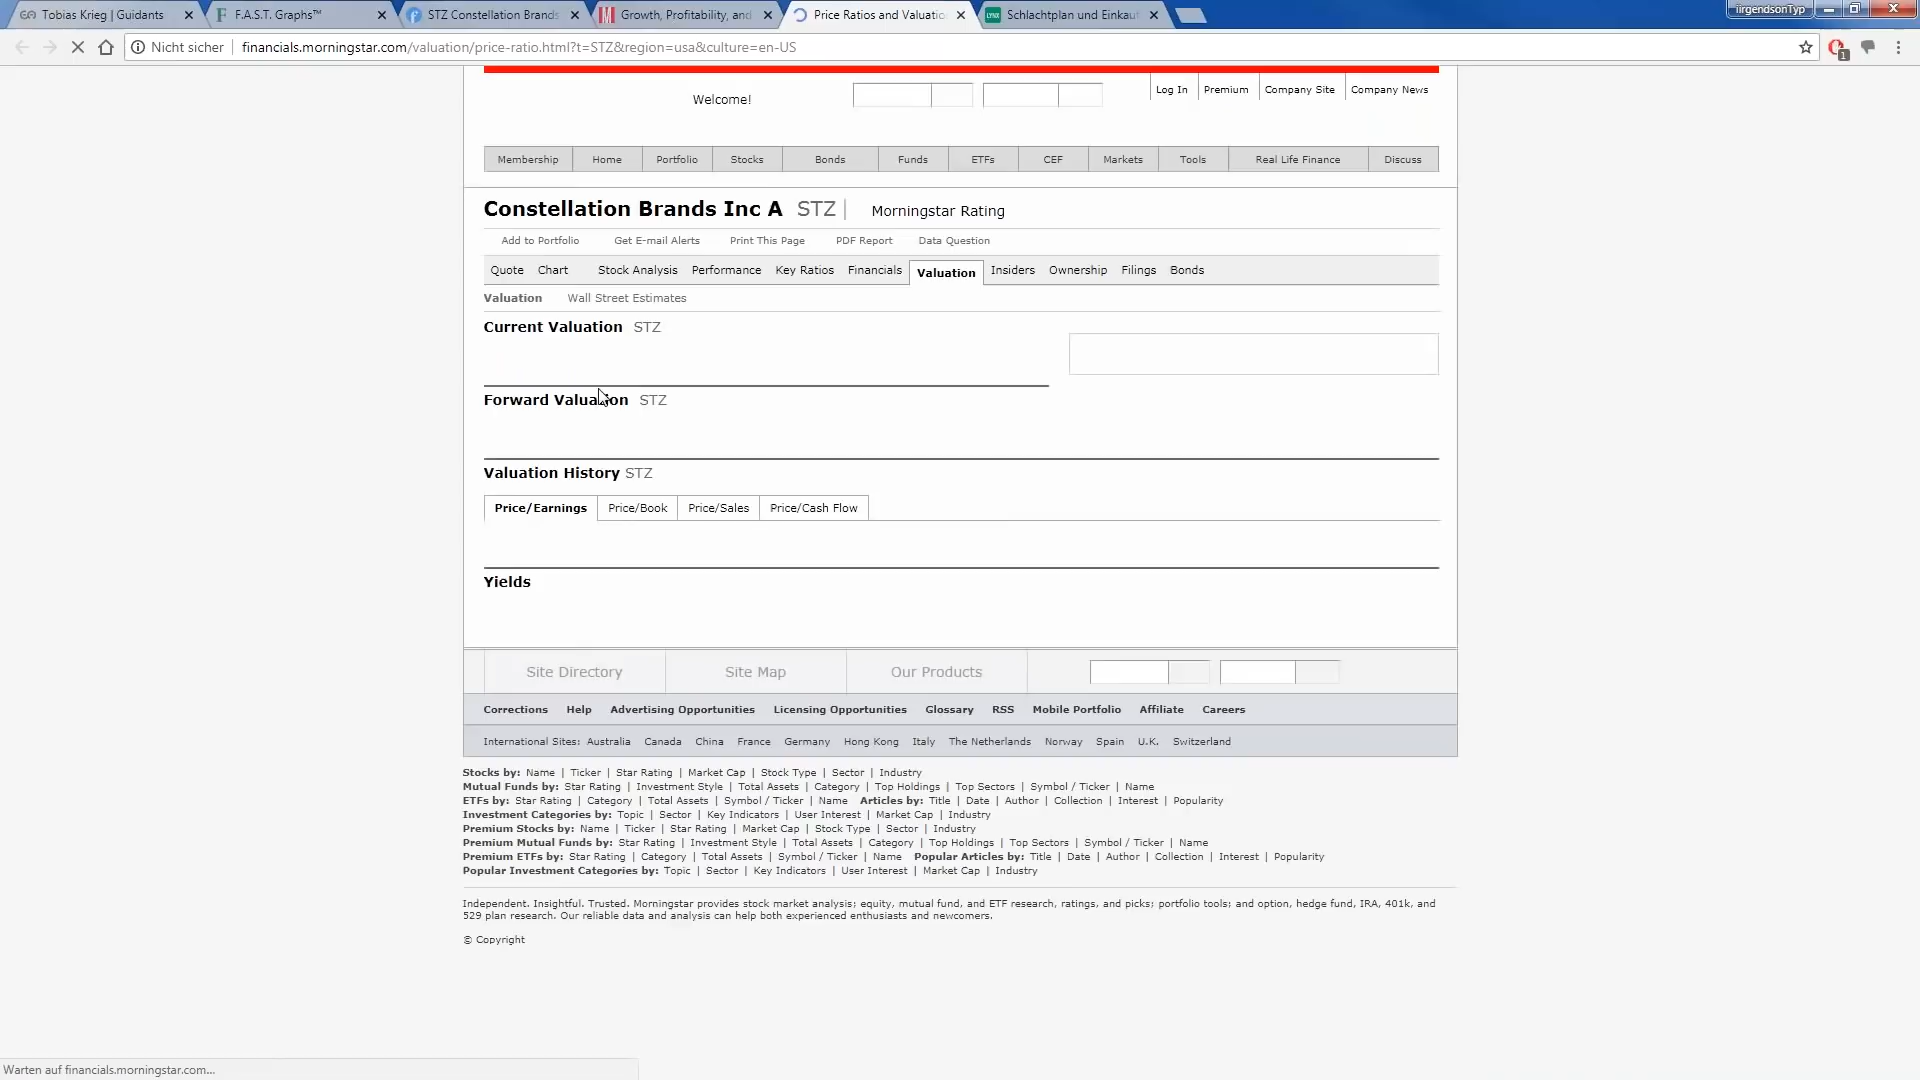 Tobias Krieg | Guidants
F.A.S.T. Graphs™
STZ Constellation Brands
Growth, Profitability, and
Price Ratios and Valuatio
LYNX
Schlachtplan und Einkauf
iirgendsonTyp
Nicht sicher | financials.morningstar.com/valuation/price-ratio.html?t=STZ&region=usa&culture=en-US
1
Welcome!
Log In Premium Company Site Company News
Membership Home Portfolio Stocks Bonds Funds ETFs CEF Markets Tools Real Life Finance Discuss
Constellation Brands Inc A STZ | Morningstar Rating
Add to Portfolio Get E-mail Alerts Print This Page PDF Report Data Question
Quote Chart Stock Analysis Performance Key Ratios Financials Valuation Insiders Ownership Filings Bonds
Valuation Wall Street Estimates
Current Valuation STZ
Forward Valuation STZ
Valuation History STZ
Price/Earnings Price/Book Price/Sales Price/Cash Flow
Yields
Site Directory Site Map Our Products
Corrections Help Advertising Opportunities Licensing Opportunities Glossary RSS Mobile Portfolio Affiliate Careers
International Sites: Australia Canada China France Germany Hong Kong Italy The Netherlands Norway Spain U.K. Switzerland
Stocks by: Name | Ticker | Star Rating | Market Cap | Stock Type | Sector | Industry
Mutual Funds by: Star Rating | Investment Style | Total Assets | Category | Top Holdings | Top Sectors | Symbol / Ticker | Name
ETFs by: Star Rating | Category | Total Assets | Symbol / Ticker | Name Articles by: Title | Date | Author | Collection | Interest | Popularity
Investment Categories by: Topic | Sector | Key Indicators | User Interest | Market Cap | Industry
Premium Stocks by: Name | Ticker | Star Rating | Market Cap | Stock Type | Sector | Industry
Premium Mutual Funds by: Star Rating | Investment Style | Total Assets | Category | Top Holdings | Top Sectors | Symbol / Ticker | Name
Premium ETFs by: Star Rating | Category | Total Assets | Symbol / Ticker | Name Popular Articles by: Title | Date | Author | Collection | Interest | Popularity
Popular Investment Categories by: Topic | Sector | Key Indicators | User Interest | Market Cap | Industry
Independent. Insightful. Trusted. Morningstar provides stock market analysis; equity, mutual fund, and ETF research, ratings, and picks; portfolio tools; and option, hedge fund, IRA, 401k, and
529 plan research. Our reliable data and analysis can help both experienced enthusiasts and newcomers.
© Copyright
Warten auf financials.morningstar.com...